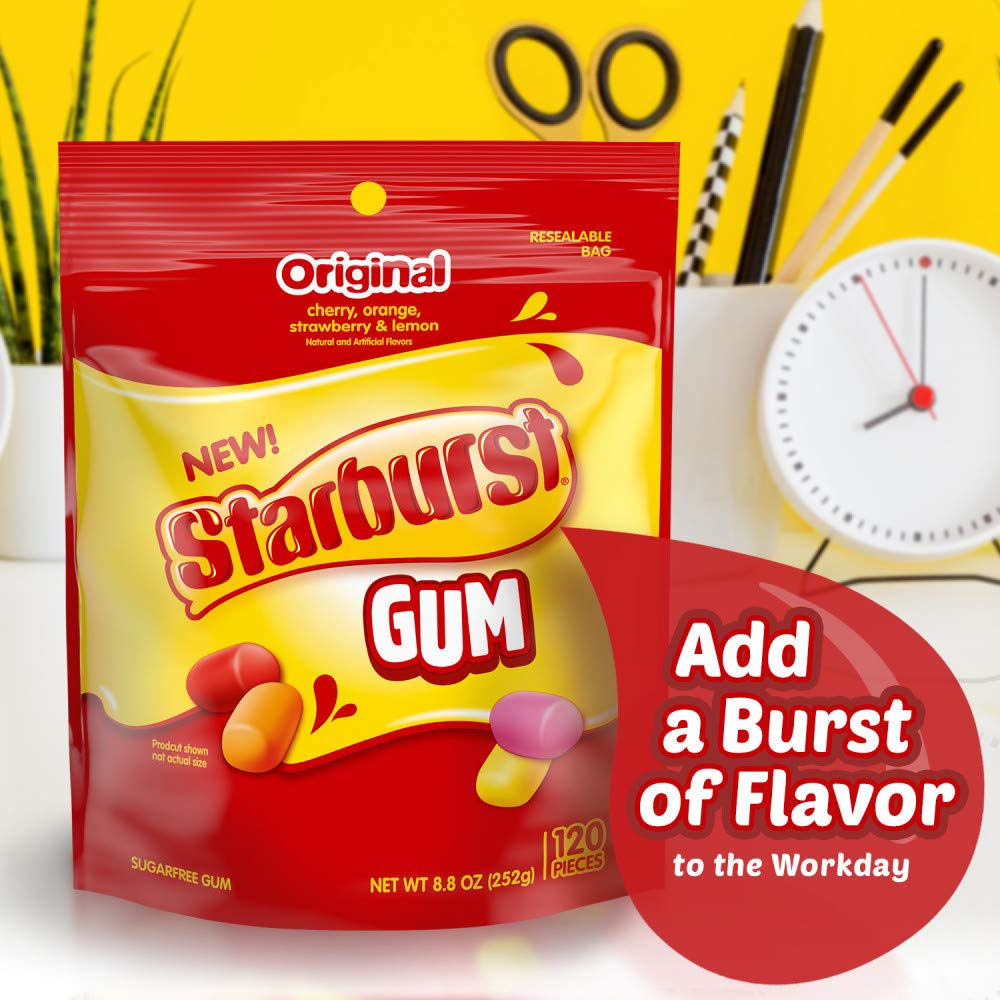 Original
cherry, orange,
strawberry & lemon
Natural and Artificial Flavors
RESEALABLE
BAG
NEW!
Starburst®
GUM
Prodcut shown
not actual size
SUGARFREE GUM
NET WT 8.8 OZ (252g)
120
PIECES
Add
a Burst
of Flavor
to the Workday